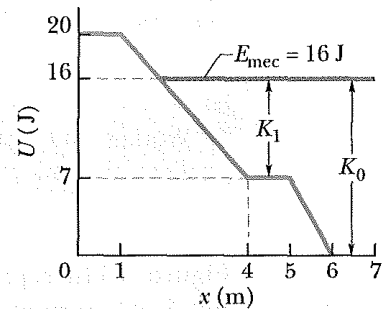 20
E_mec = 16 J
16
U (J)
K_1
K_0
7
0 1 4 5 6 7
x (m)